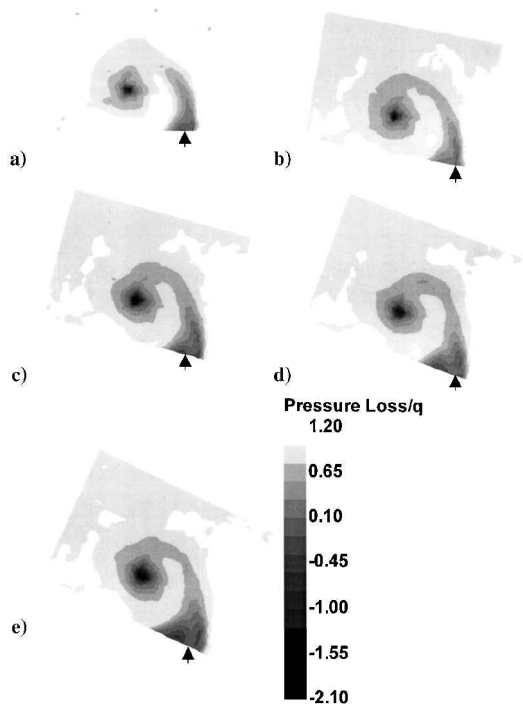 a)
b)
c)
d)
Pressure Loss/q
1.20
0.65
0.10
-0.45
-1.00
-1.55
-2.10
e)